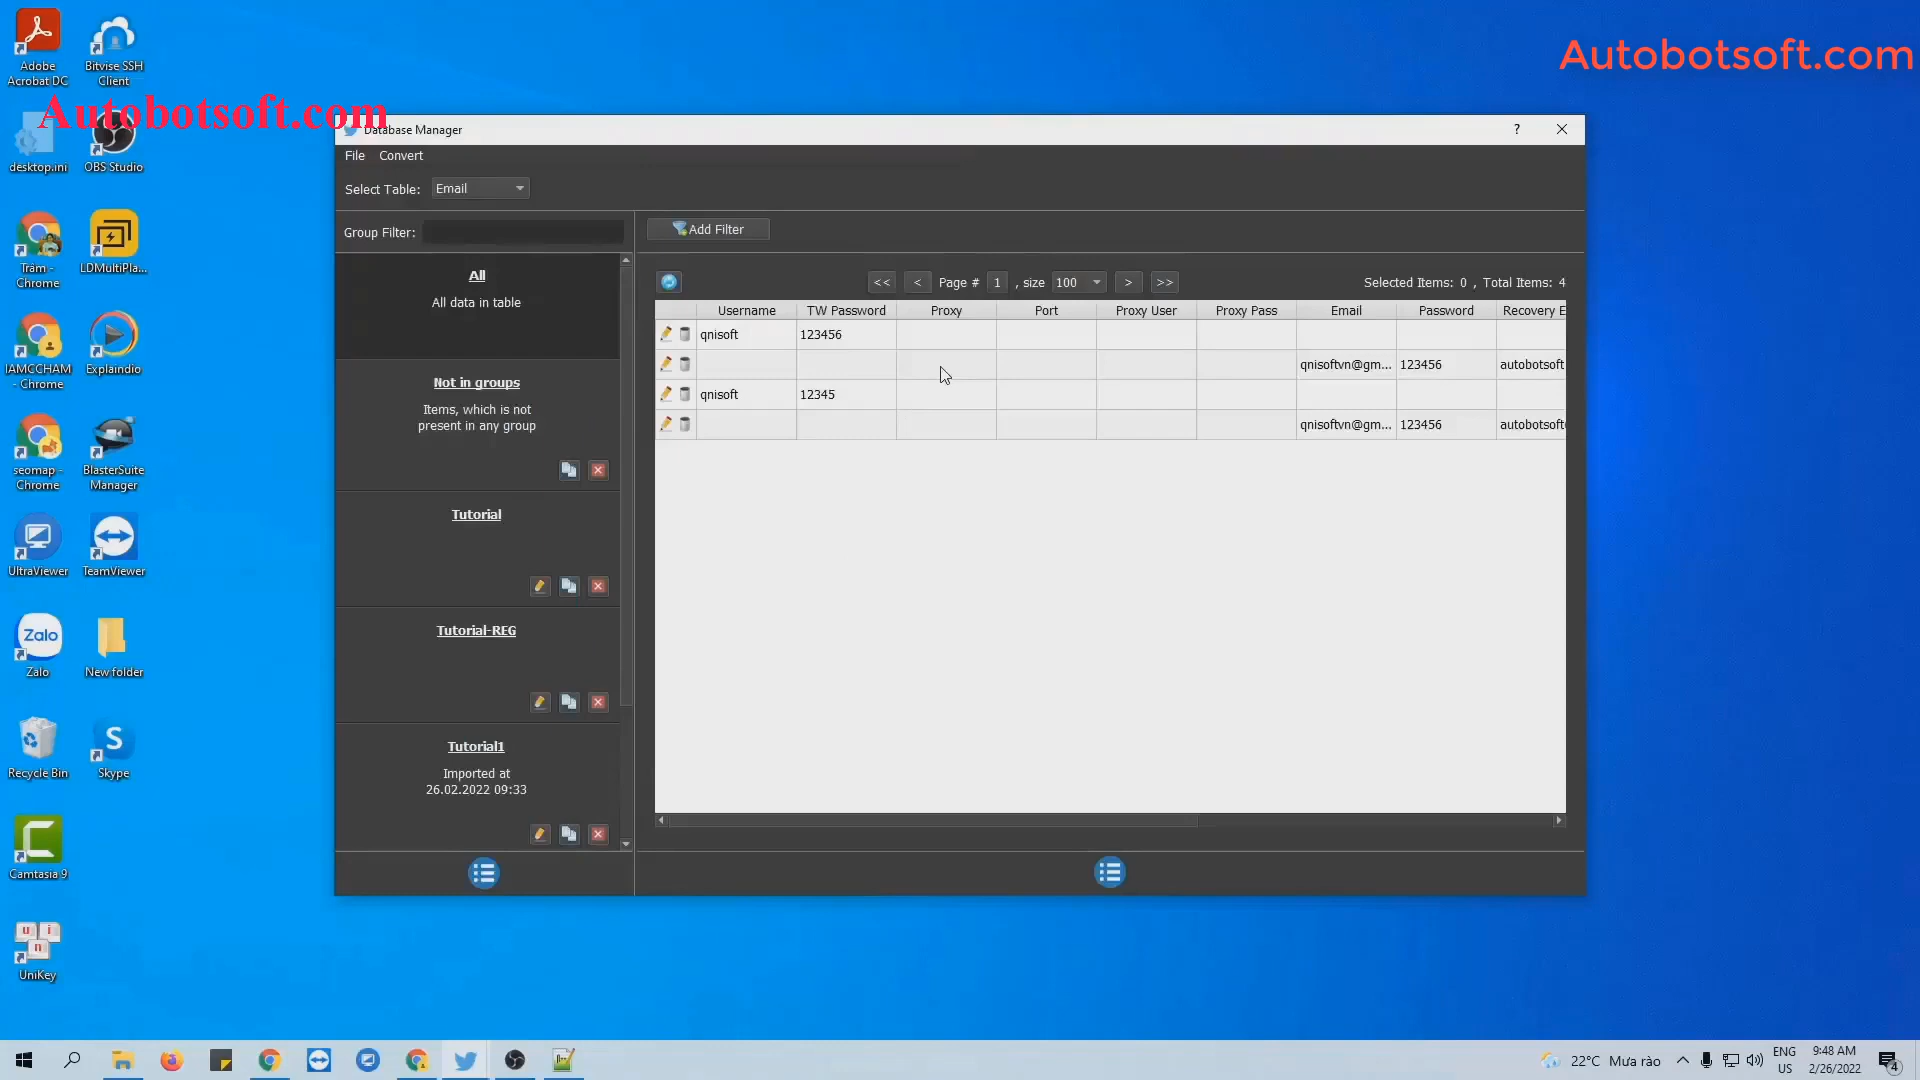 Adobe
Acrobat DC
Bitvise SSH
Client
Autobotsoft.com
Autobotsoft.com
desktop.ini
OBS Studio
Trâm -
Chrome
LDMultiPla...
IAMCCHAM
- Chrome
Explaindio
seomap -
Chrome
BlasterSuite
Manager
UltraViewer
TeamViewer
Zalo
Zalo
New folder
Recycle Bin
Skype
Camtasia 9
UniKey
Database Manager
?
File Convert
Select Table: Email
Group Filter:
Add Filter
All
All data in table
Not in groups
Items, which is not
present in any group
Tutorial
Tutorial-REG
Tutorial1
Imported at
26.02.2022 09:33
<< < Page # 1 , size 100 > >>
Selected Items: 0 , Total Items: 4
Username TW Password Proxy Port Proxy User Proxy Pass Email Password Recovery E
qnisoft 123456
qnisoftvn@gm... 123456 autobotsoft
qnisoft 12345
qnisoftvn@gm... 123456 autobotsoft
22°C Mưa rào
ENG
US
9:48 AM
2/26/2022
4